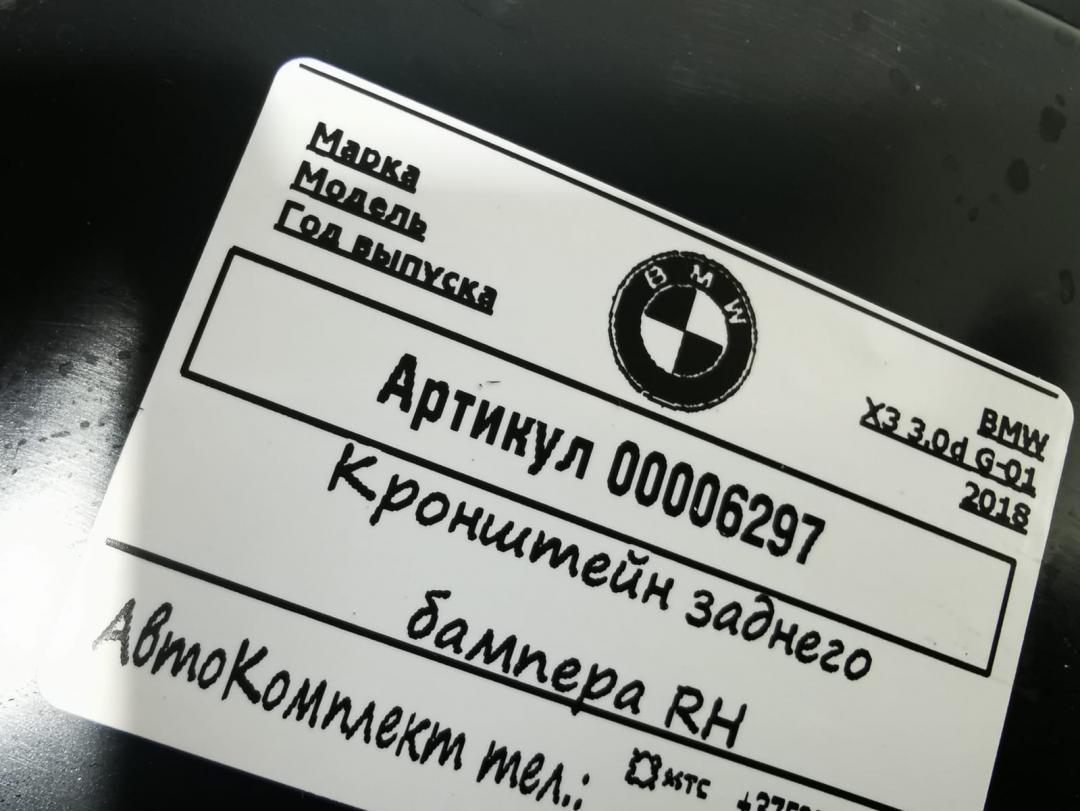 Марка
Модель
Год выпуска
BMW
BMW
X3 3.0d G-01
2018
Артикул 00006297
Кронштейн заднего
бампера RH
АвтоКомплект тел.:
мтс